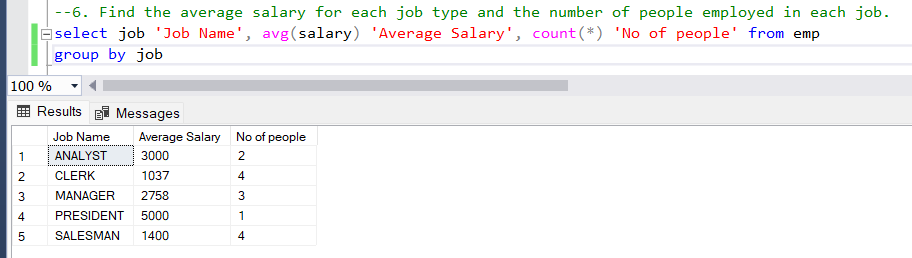 --6. Find the average salary for each job type and the number of people employed in each job.
select job 'Job Name', avg(salary) 'Average Salary', count(*) 'No of people' from emp
group by job
100 %
Results Messages
Job Name Average Salary No of people
1 ANALYST 3000 2
2 CLERK 1037 4
3 MANAGER 2758 3
4 PRESIDENT 5000 1
5 SALESMAN 1400 4